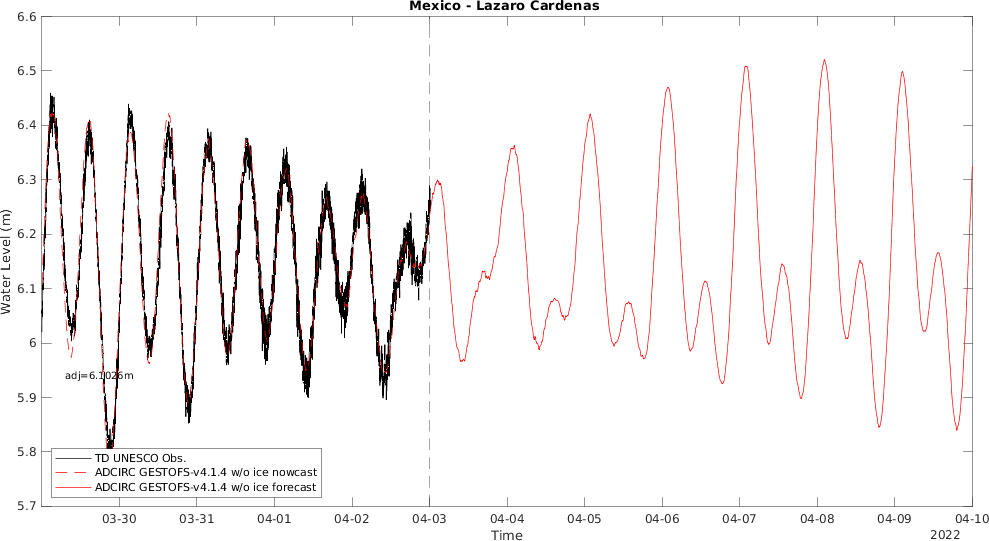 Mexico - Lazaro Cardenas
6.6
6.5
6.4
6.3
6.2
6.1
6
5.9
5.8
5.7
Water Level (m)
adj=6.1026m
TD UNESCO Obs.
ADCIRC GESTOFS-v4.1.4 w/o ice nowcast
ADCIRC GESTOFS-v4.1.4 w/o ice forecast
03-30 03-31 04-01 04-02 04-03 04-04 04-05 04-06 04-07 04-08 04-09 04-10
Time
2022